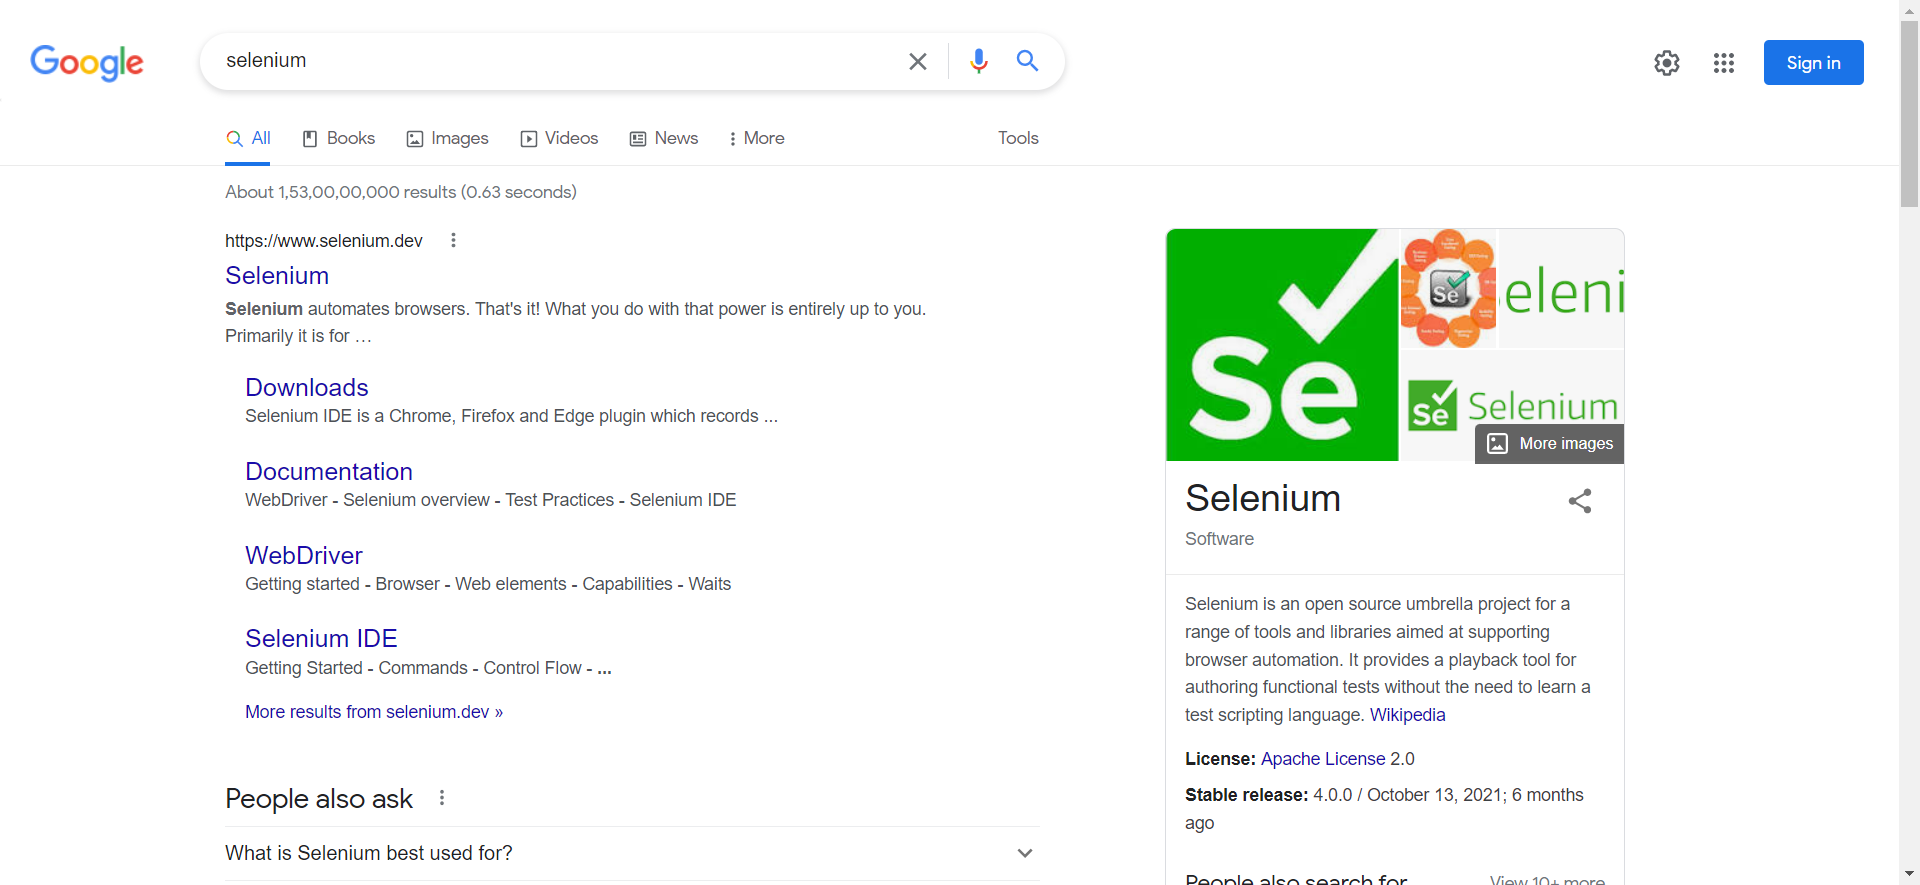 Google
selenium
Sign in
All
Books
Images
Videos
News
More
Tools
About 1,53,00,00,000 results (0.63 seconds)
https://www.selenium.dev
Selenium
Selenium automates browsers. That's it! What you do with that power is entirely up to you.
Primarily it is for …
Downloads
Selenium IDE is a Chrome, Firefox and Edge plugin which records ...
Documentation
WebDriver - Selenium overview - Test Practices - Selenium IDE
WebDriver
Getting started - Browser - Web elements - Capabilities - Waits
Selenium IDE
Getting Started - Commands - Control Flow - ...
More results from selenium.dev »
People also ask
What is Selenium best used for?
Se
Se
eleni
Se Selenium
More images
Selenium
Software
Selenium is an open source umbrella project for a
range of tools and libraries aimed at supporting
browser automation. It provides a playback tool for
authoring functional tests without the need to learn a
test scripting language. Wikipedia
License: Apache License 2.0
Stable release: 4.0.0 / October 13, 2021; 6 months
ago
People also search for
View 10+ more